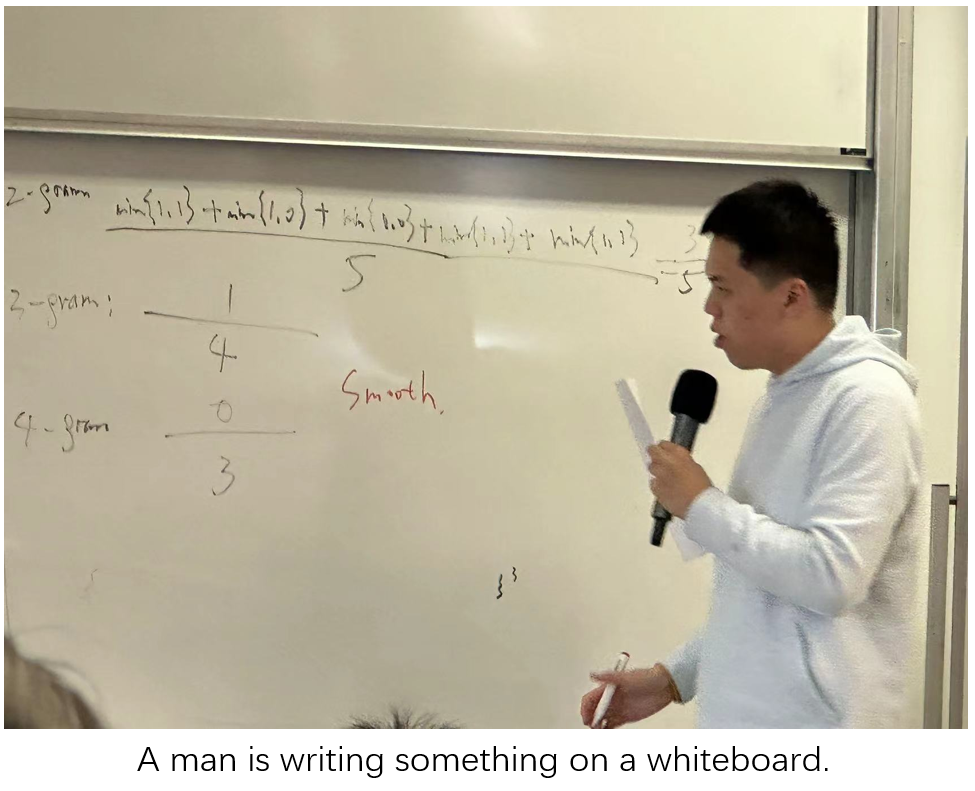 2-gram min{1,1} + min{1,0} + min{1,0} + min{1,1} + min{1,1} / 5 = 3/5
3-gram: 1/4
Smooth.
4-gram 0/3
} }
A man is writing something on a whiteboard.